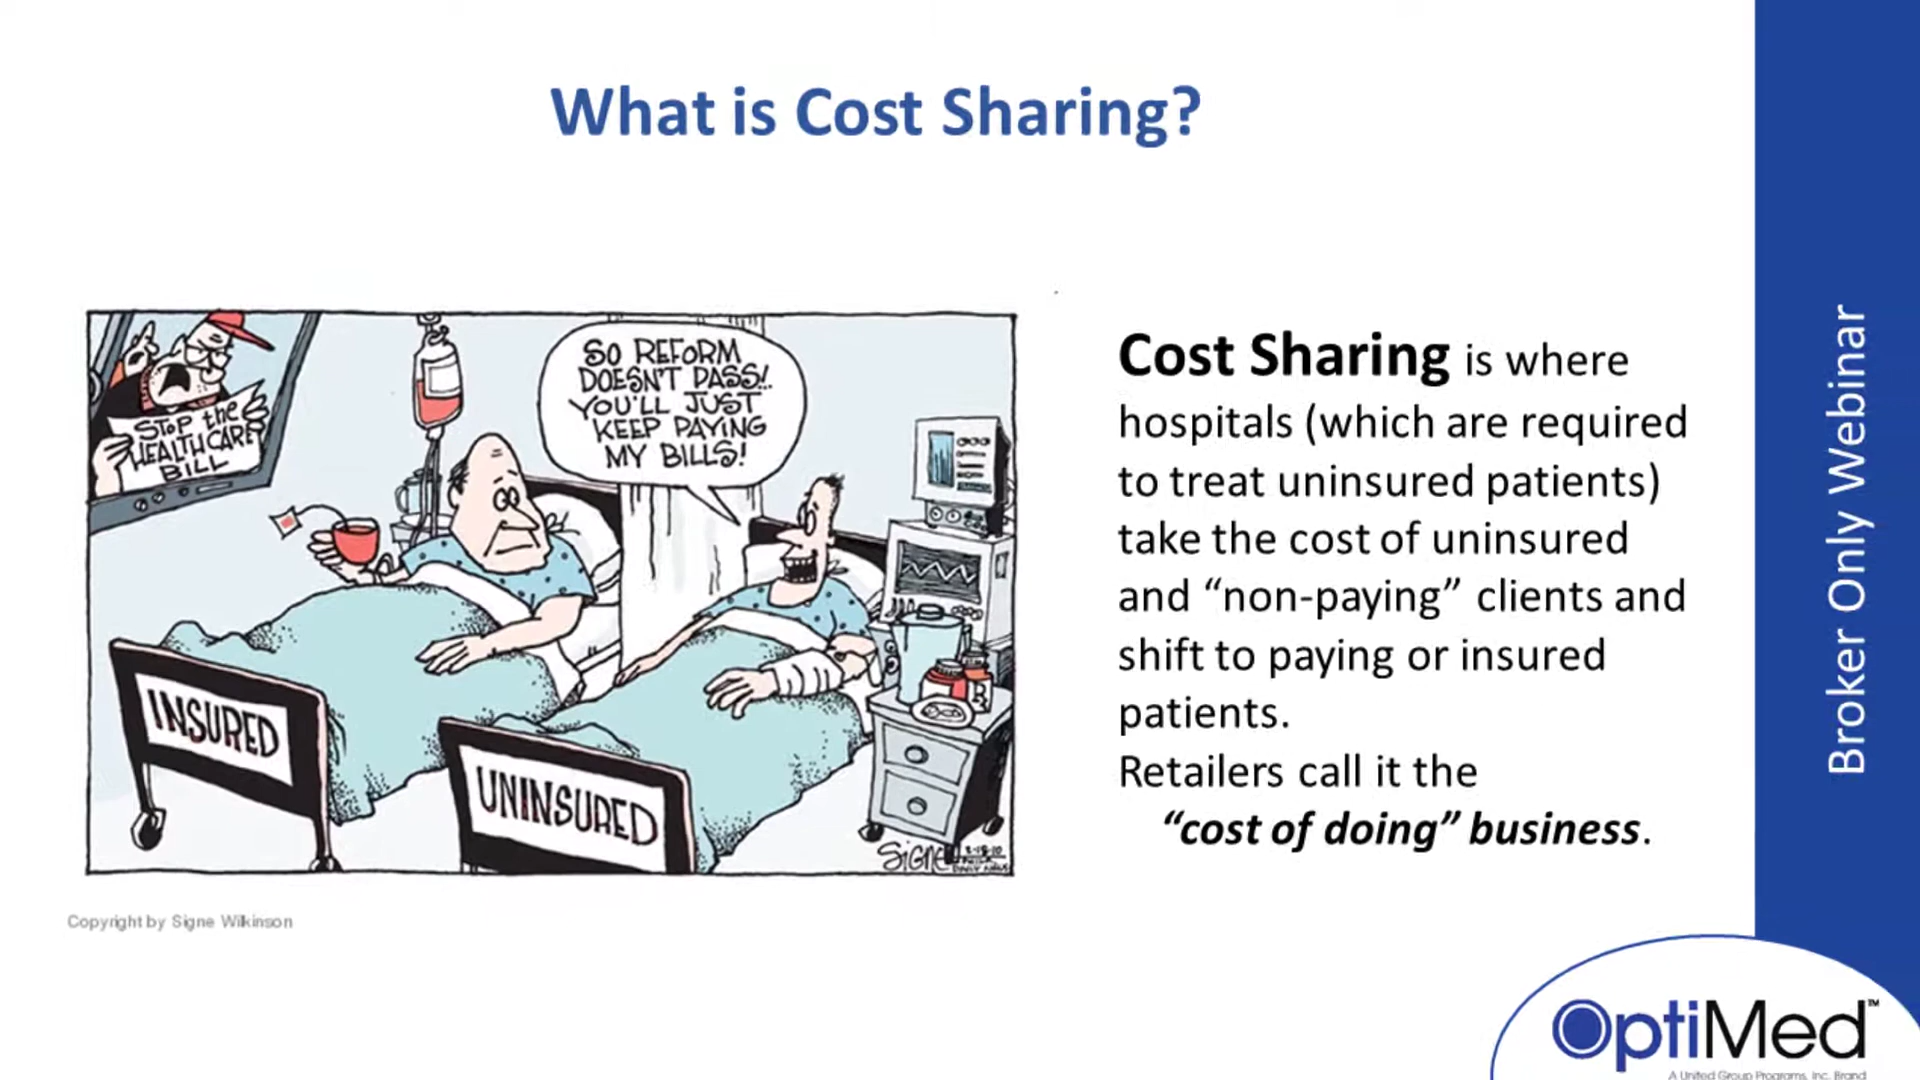 What is Cost Sharing?
STOP the
HEALTHCARE
BILL
SO REFORM
DOESN'T PASS!..
YOU'LL JUST
KEEP PAYING
MY BILLS!
INSURED
UNINSURED
Signe
Copyright by Signe Wilkinson
Cost Sharing is where
hospitals (which are required
to treat uninsured patients)
take the cost of uninsured
and “non-paying” clients and
shift to paying or insured
patients.
Retailers call it the
“cost of doing” business.
Broker Only Webinar
OptiMed™
A United Group Programs, Inc. Brand